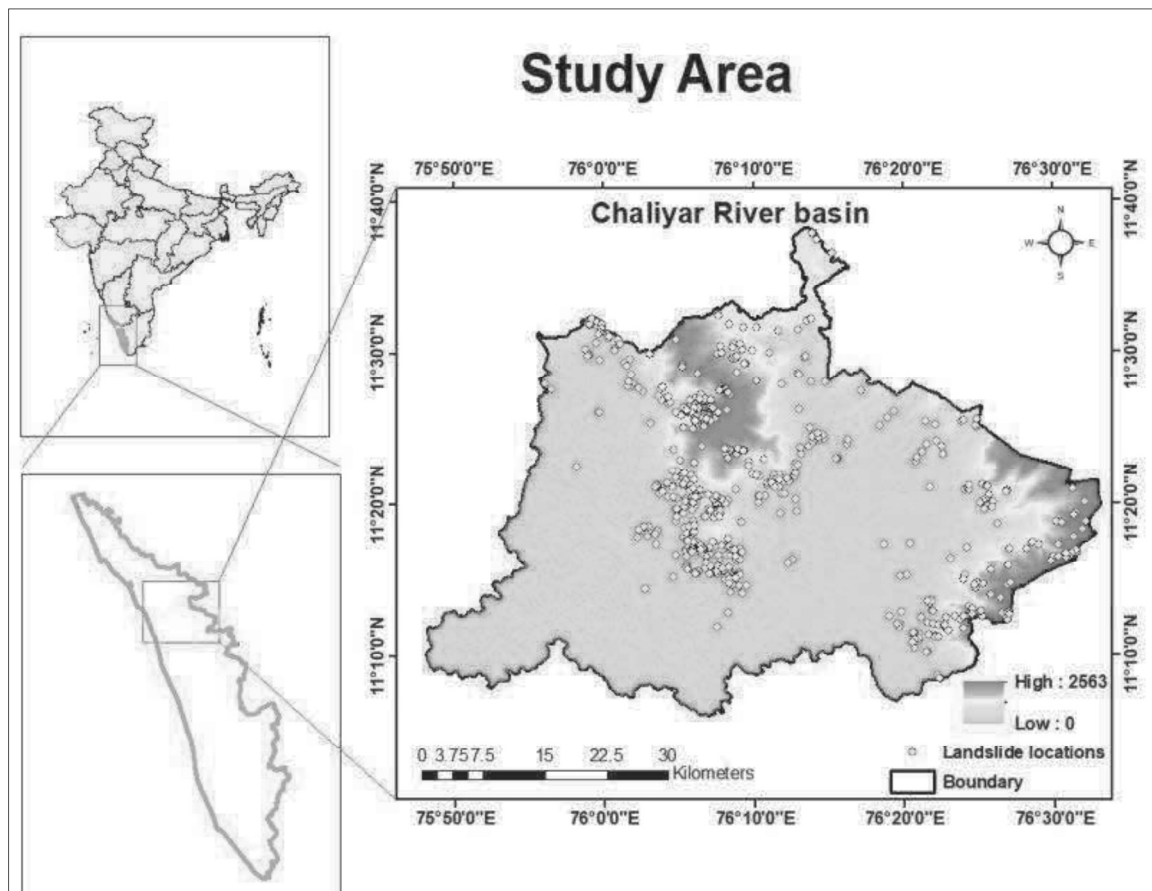 Study Area
76°50'0"E 76°0'0"E 76°10'0"E 76°20'0"E 76°30'0"E
11°40'0"N 11°40'0"N
Chaliyar River basin
N
W E
S
11°30'0"N 11°30'0"N
11°20'0"N 11°20'0"N
11°10'0"N 11°10'0"N
High : 2563
Low : 0
Landslide locations
Boundary
0 3.75 7.5 15 22.5 30
Kilometers
76°50'0"E 76°0'0"E 76°10'0"E 76°20'0"E 76°30'0"E